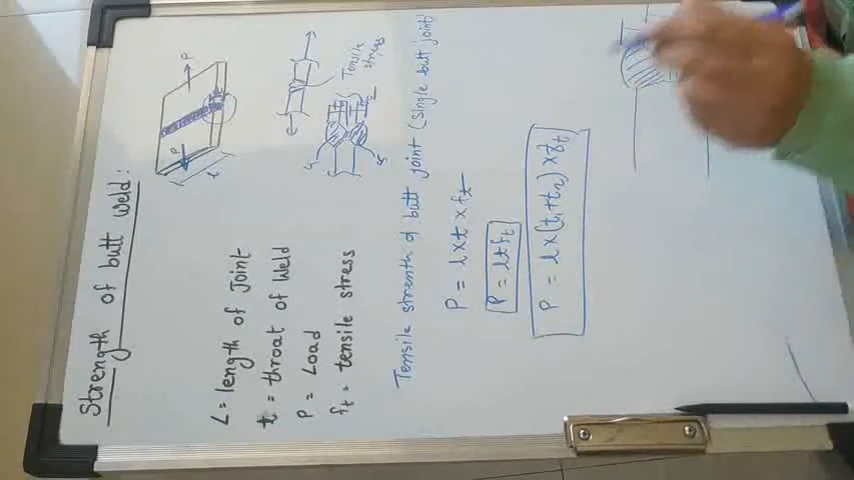 Strength of butt weld:
P
P
l
L = length of Joint
t = throat of Weld
P = Load
ft = tensile stress
Tensile
stress
Tensile strenth of butt joint (single butt joint)
P = l x t x ft
P = ltft
P = l x (t1+t2) x ft